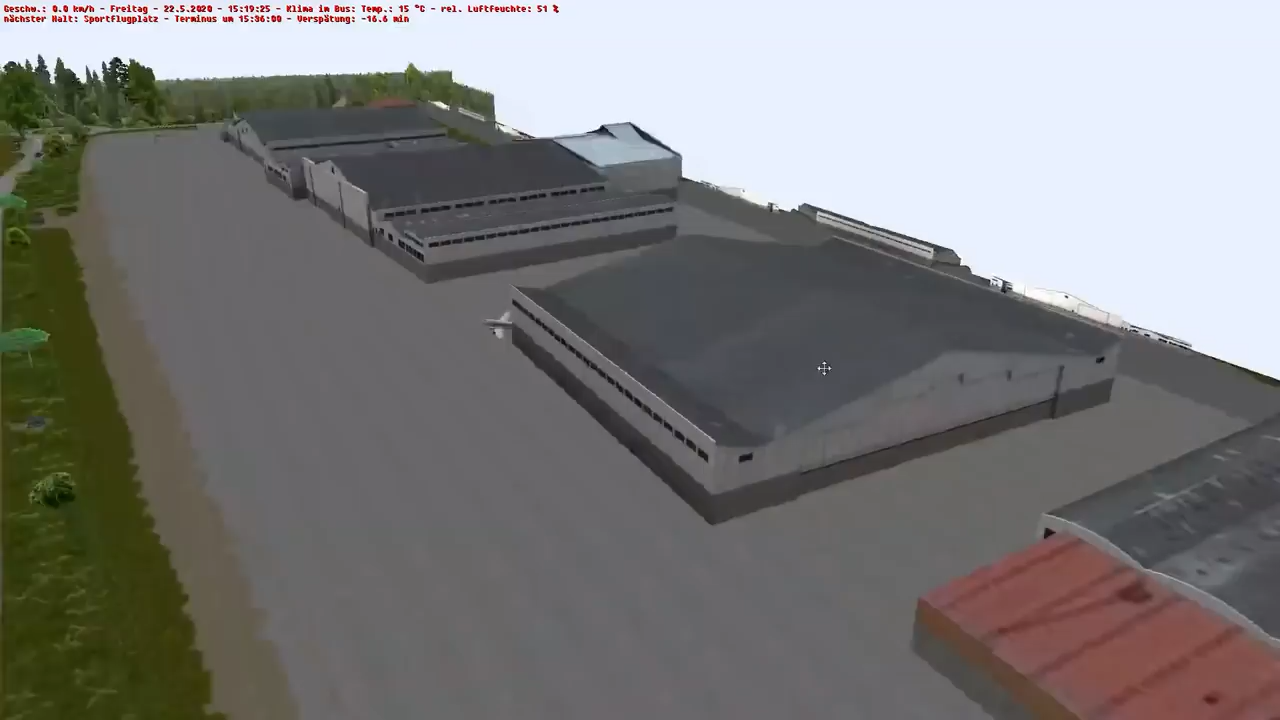 Geschw.: 0.0 km/h - Freitag - 22.5.2020 - 15:19:25 - Klima im Bus: Temp.: 15 °C - rel. Luftfeuchte: 51 %
nächster Halt: Sportflugplatz - Terminus um 15:36:00 - Verspätung: -16.6 min